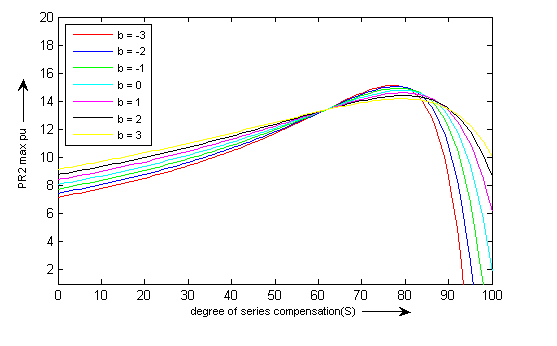 20
18
16
14
12
10
8
6
4
2
PR2 max pu
b = -3
b = -2
b = -1
b = 0
b = 1
b = 2
b = 3
0 10 20 30 40 50 60 70 80 90 100
degree of series compensation(S)